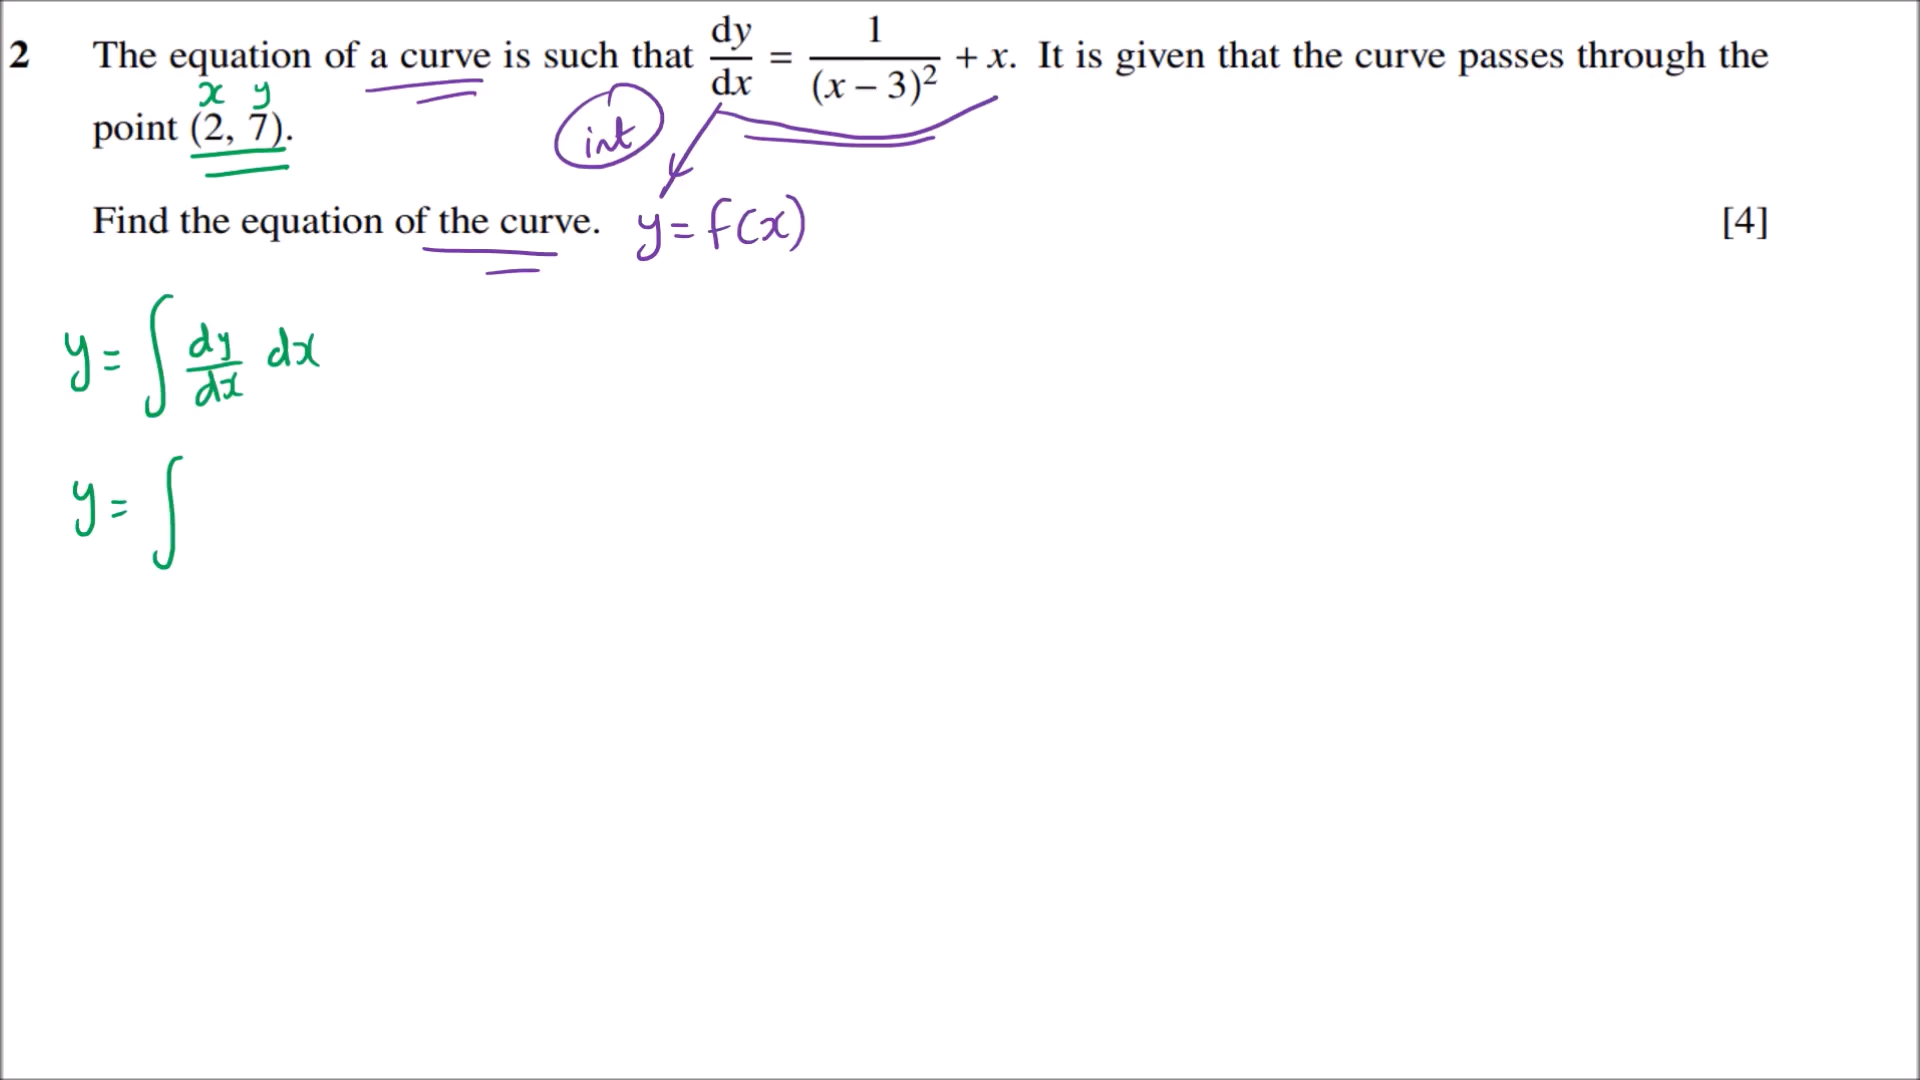 2 The equation of a curve is such that dy/dx = 1/(x – 3)² + x. It is given that the curve passes through the
x y
point (2, 7).
int
Find the equation of the curve. y = f(x) [4]
y = ∫ dy/dx dx
y = ∫